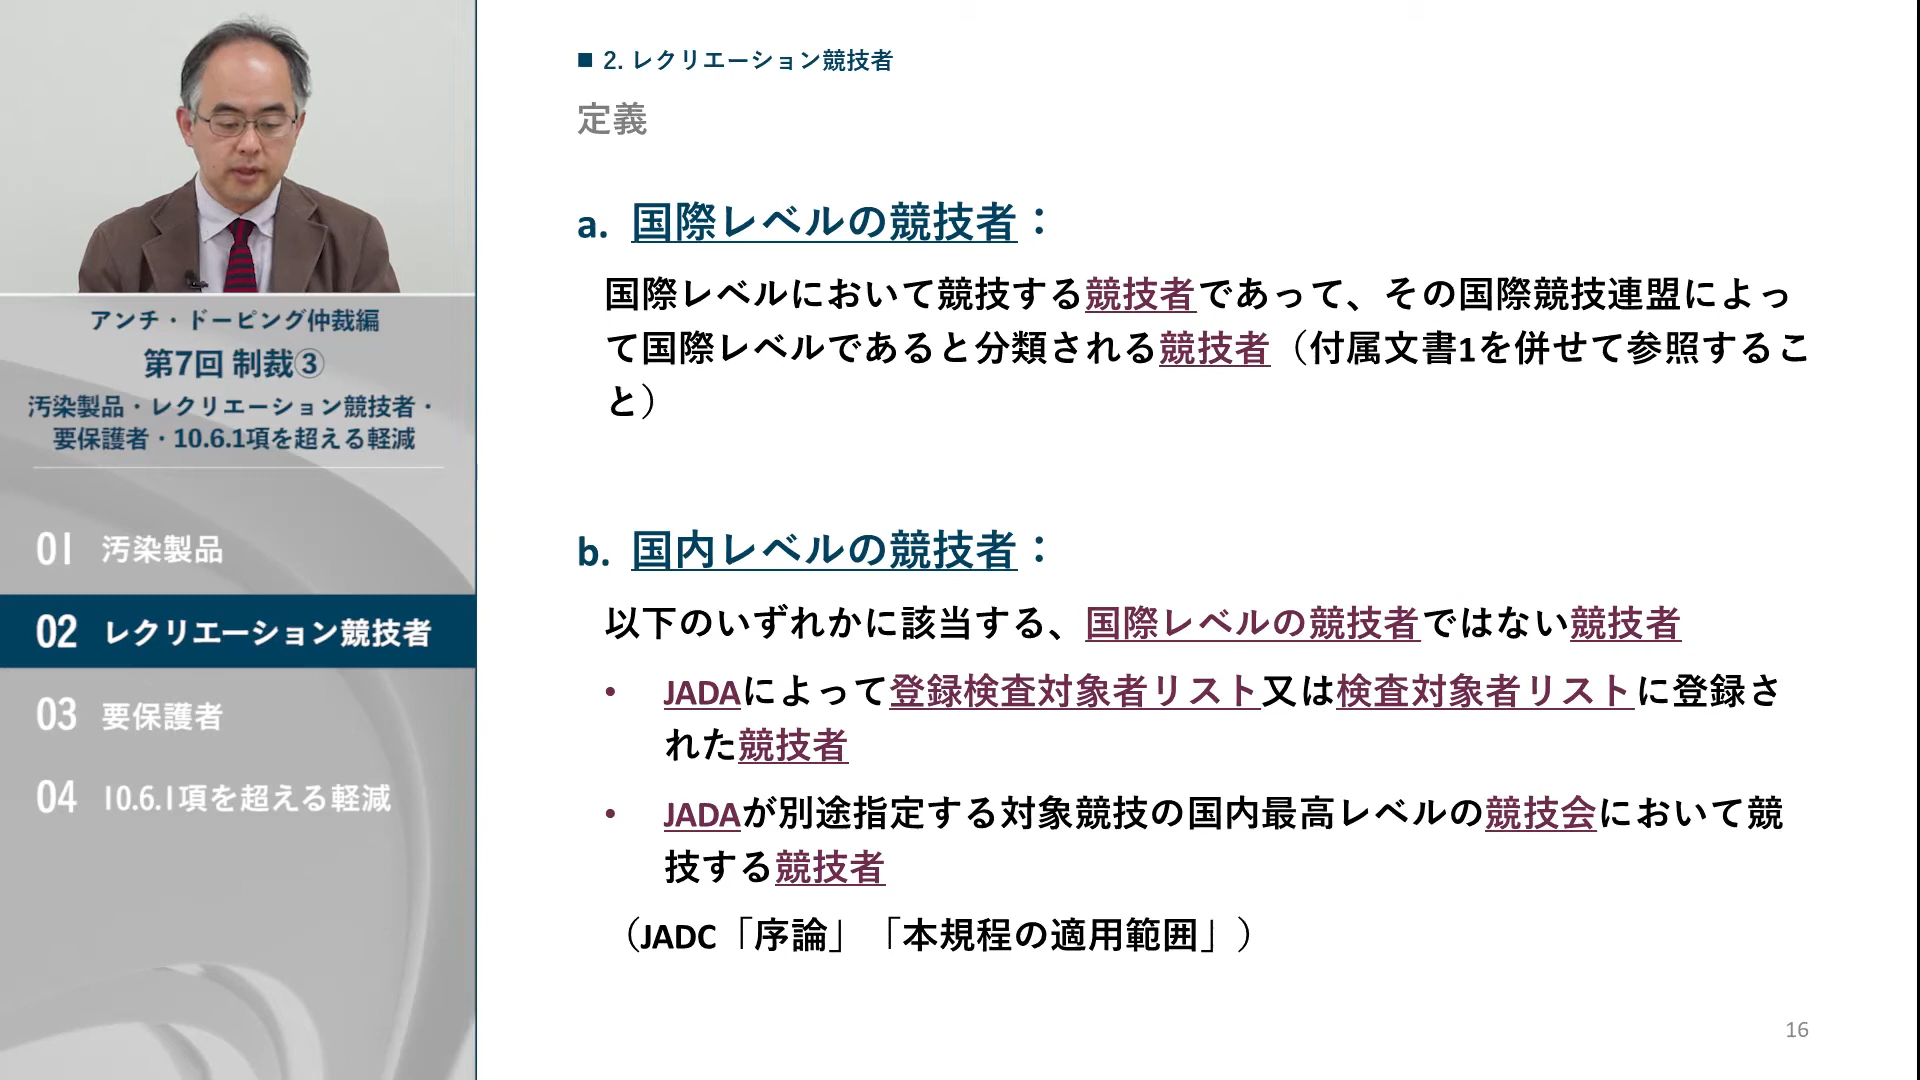 アンチ・ドーピング仲裁編
第7回 制裁③
汚染製品・レクリエーション競技者・
要保護者・10.6.1項を超える軽減
01 汚染製品
02 レクリエーション競技者
03 要保護者
04 10.6.1項を超える軽減
■ 2. レクリエーション競技者
定義
a. 国際レベルの競技者：
国際レベルにおいて競技する競技者であって、その国際競技連盟によっ
て国際レベルであると分類される競技者（付属文書1を併せて参照するこ
と）
b. 国内レベルの競技者：
以下のいずれかに該当する、国際レベルの競技者ではない競技者
• JADAによって登録検査対象者リスト又は検査対象者リストに登録さ
れた競技者
• JADAが別途指定する対象競技の国内最高レベルの競技会において競
技する競技者
（JADC「序論」「本規程の適用範囲」）
16